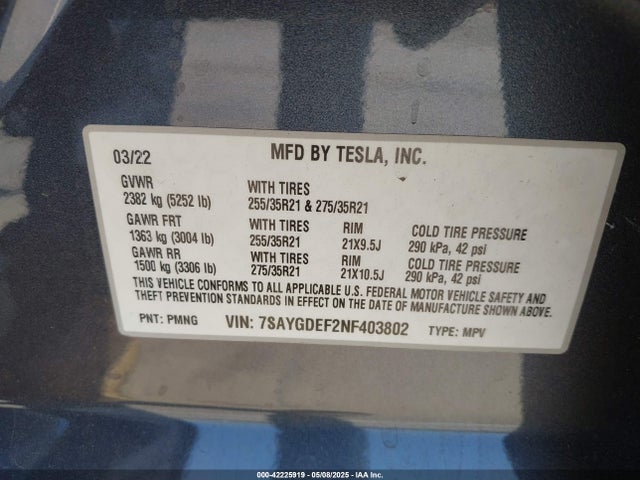 03/22 MFD BY TESLA, INC.
GVWR WITH TIRES
2382 kg (5252 lb) 255/35R21 & 275/35R21
GAWR FRT WITH TIRES RIM COLD TIRE PRESSURE
1363 kg (3004 lb) 255/35R21 21X9.5J 290 kPa, 42 psi
GAWR RR WITH TIRES RIM COLD TIRE PRESSURE
1500 kg (3306 lb) 275/35R21 21X10.5J 290 kPa, 42 psi
THIS VEHICLE CONFORMS TO ALL APPLICABLE U.S. FEDERAL MOTOR VEHICLE SAFETY AND
THEFT PREVENTION STANDARDS IN EFFECT ON THE DATE OF MANUFACTURE SHOWN ABOVE.
PNT: PMNG VIN: 7SAYGDEF2NF403802 TYPE: MPV
000-42225919 - 05/08/2025 - IAA Inc.